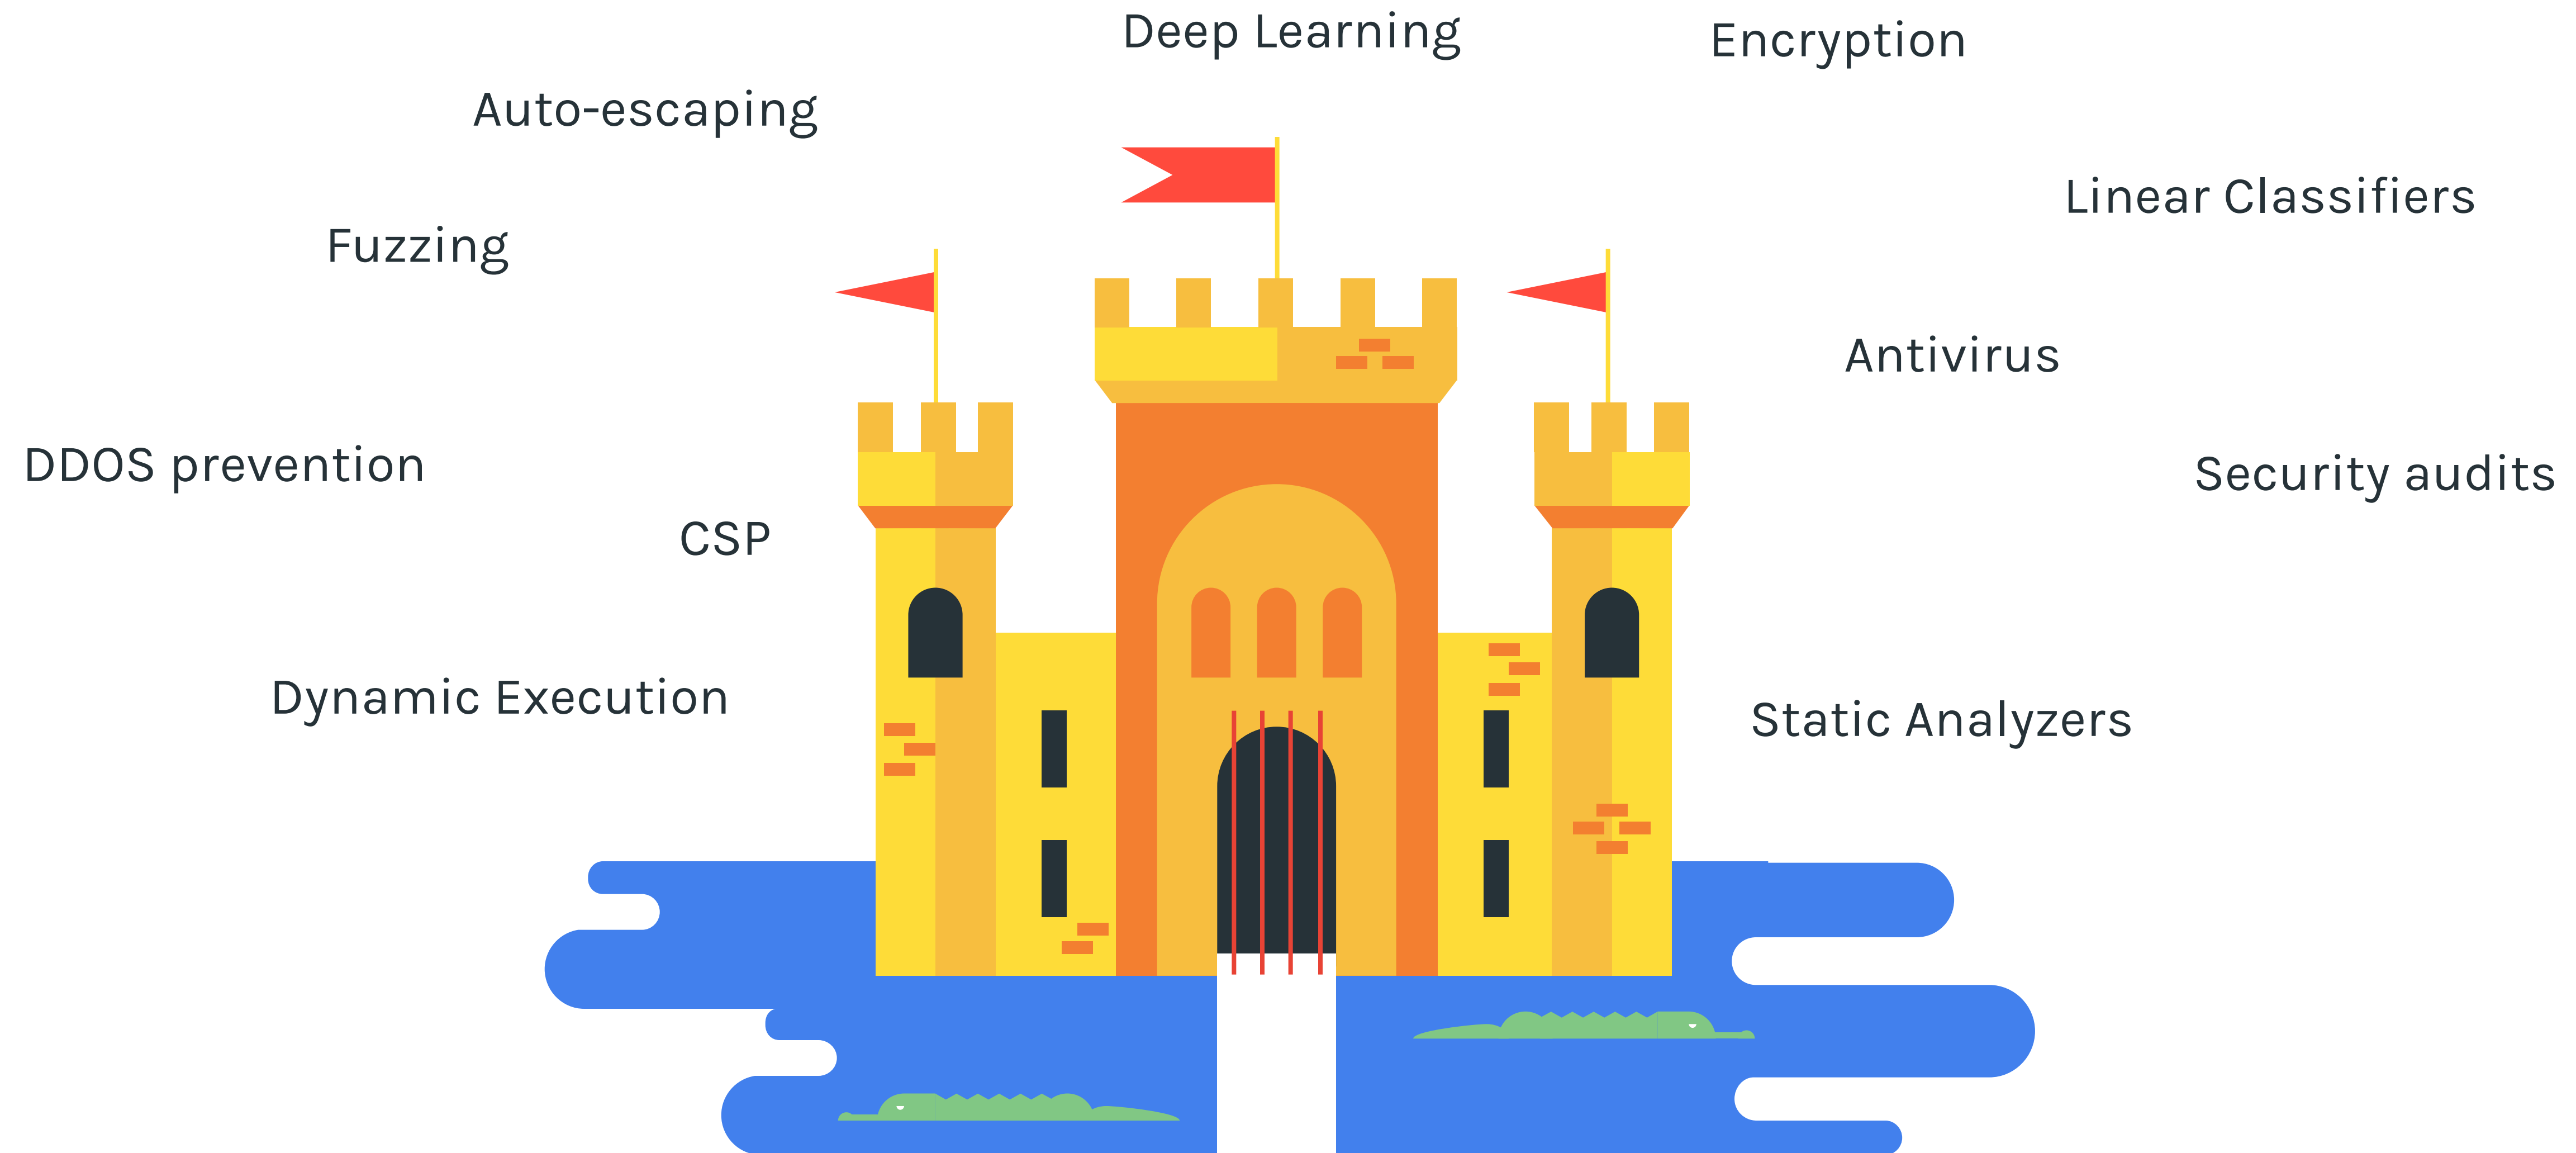 Deep Learning
Encryption
Auto-escaping
Linear Classifiers
Fuzzing
Antivirus
DDOS prevention
Security audits
CSP
Dynamic Execution
Static Analyzers